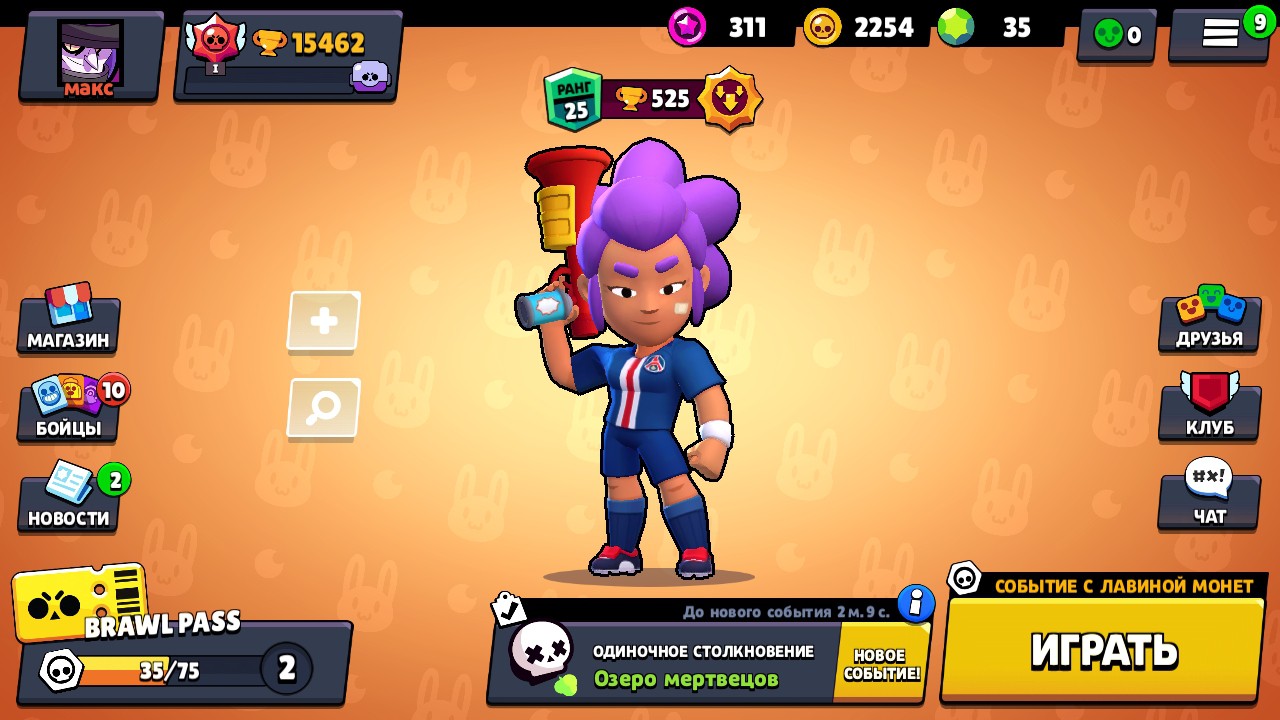 макс
15462
I
311
2254
35
0
9
РАНГ
25
525
МАГАЗИН
10
БОЙЦЫ
2
НОВОСТИ
ДРУЗЬЯ
КЛУБ
#×!
ЧАТ
BRAWL PASS
35/75
2
До нового события 2 м. 9 с.
i
ОДИНОЧНОЕ СТОЛКНОВЕНИЕ
Озеро мертвецов
НОВОЕ
СОБЫТИЕ!
СОБЫТИЕ С ЛАВИНОЙ МОНЕТ
ИГРАТЬ